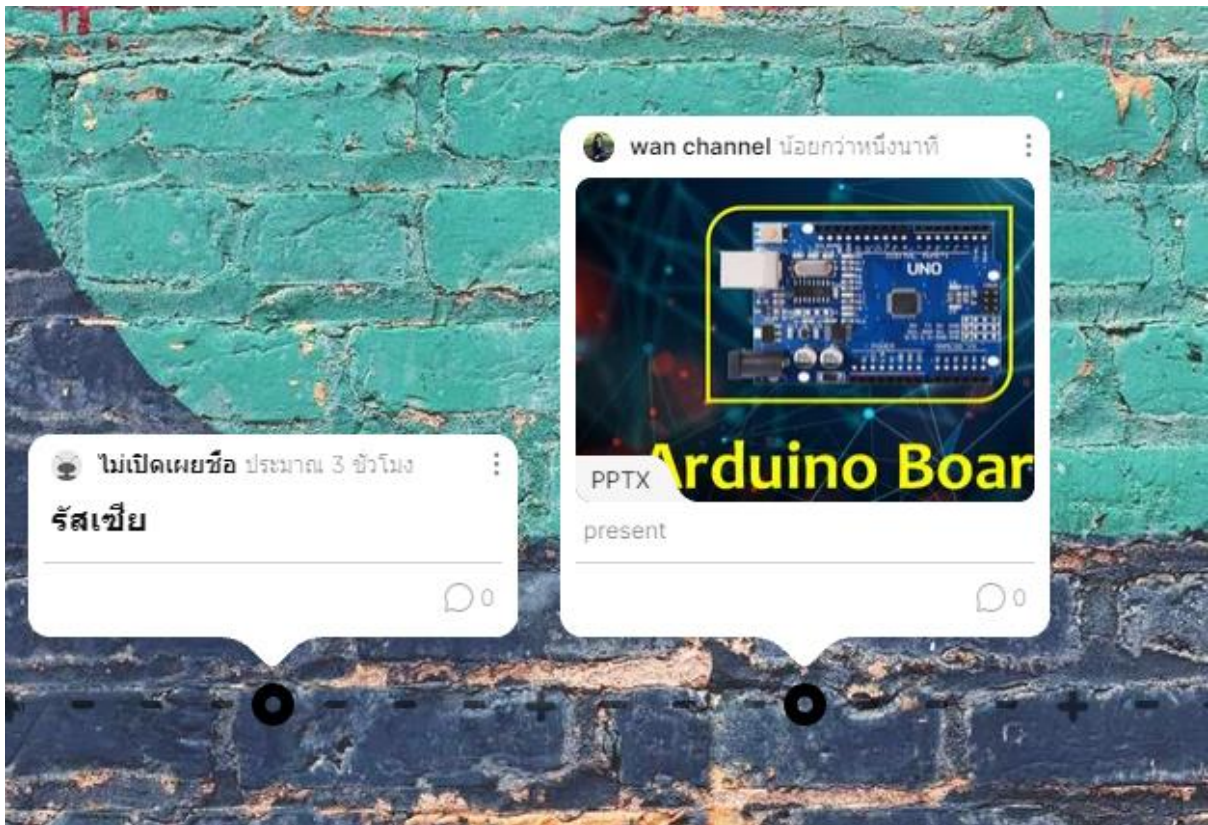 ไม่เปิดเผยชื่อ ประมาณ 3 ชั่วโมง
รัสเซีย
0
wan channel น้อยกว่าหนึ่งนาที
UNO
Arduino Boar
PPTX
present
0